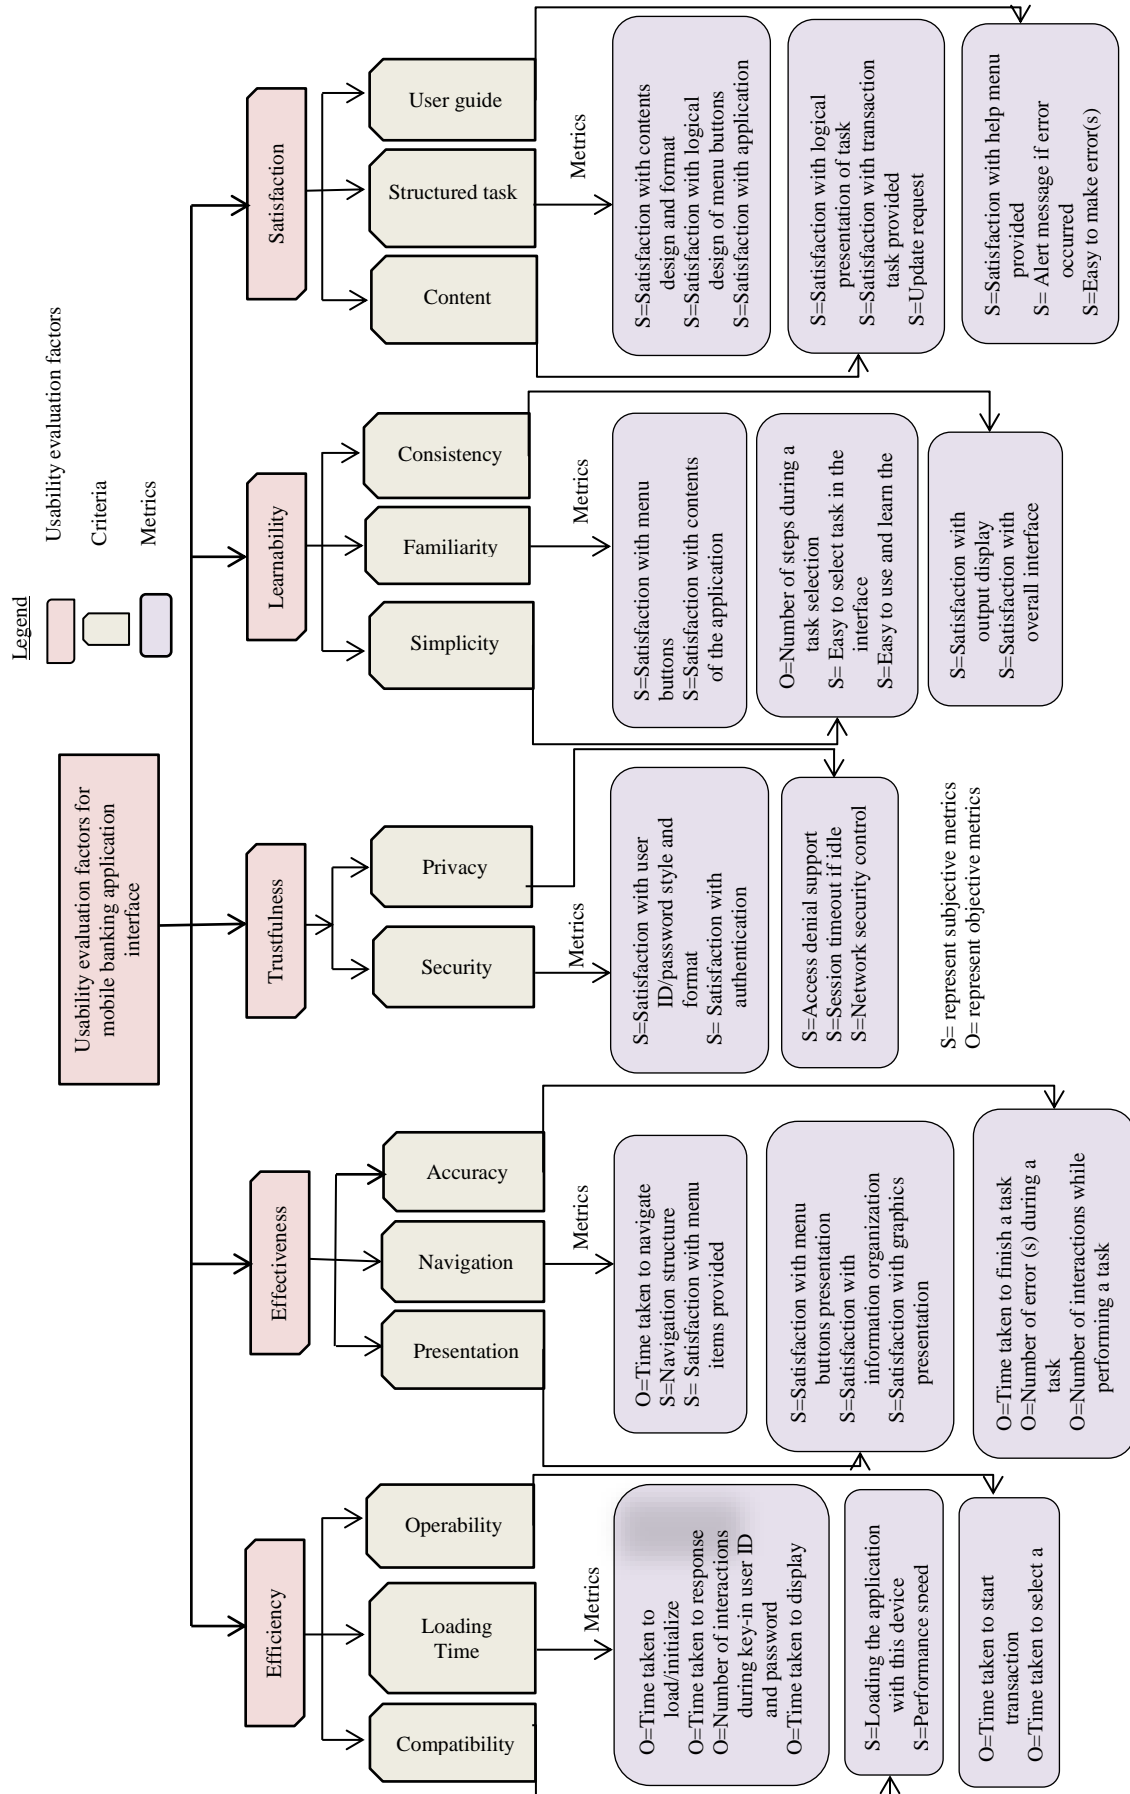 Legend
Usability evaluation factors
Criteria
Metrics
Usability evaluation factors for
mobile banking application
interface
Efficiency
Effectiveness
Trustfulness
Learnability
Satisfaction
Compatibility
Loading
Time
Operability
Presentation
Navigation
Accuracy
Security
Privacy
Simplicity
Familiarity
Consistency
Content
Structured task
User guide
Metrics
O=Time taken to
load/initialize
O=Time taken to response
O=Number of interactions
during key-in user ID
and password
O=Time taken to display
S=Loading the application
with this device
S=Performance speed
O=Time taken to start
transaction
O=Time taken to select a
Metrics
O=Time taken to navigate
S=Navigation structure
S= Satisfaction with menu
items provided
S=Satisfaction with menu
buttons presentation
S=Satisfaction with
information organization
S=Satisfaction with graphics
presentation
O=Time taken to finish a task
O=Number of error (s) during a
task
O=Number of interactions while
performing a task
Metrics
S=Satisfaction with user
ID/password style and
format
S= Satisfaction with
authentication
S=Access denial support
S=Session timeout if idle
S=Network security control
S= represent subjective metrics
O= represent objective metrics
Metrics
S=Satisfaction with menu
buttons
S=Satisfaction with contents
of the application
O=Number of steps during a
task selection
S= Easy to select task in the
interface
S=Easy to use and learn the
S=Satisfaction with
output display
S=Satisfaction with
overall interface
Metrics
S=Satisfaction with contents
design and format
S=Satisfaction with logical
design of menu buttons
S=Satisfaction with application
S=Satisfaction with logical
presentation of task
S=Satisfaction with transaction
task provided
S=Update request
S=Satisfaction with help menu
provided
S= Alert message if error
occurred
S=Easy to make error(s)